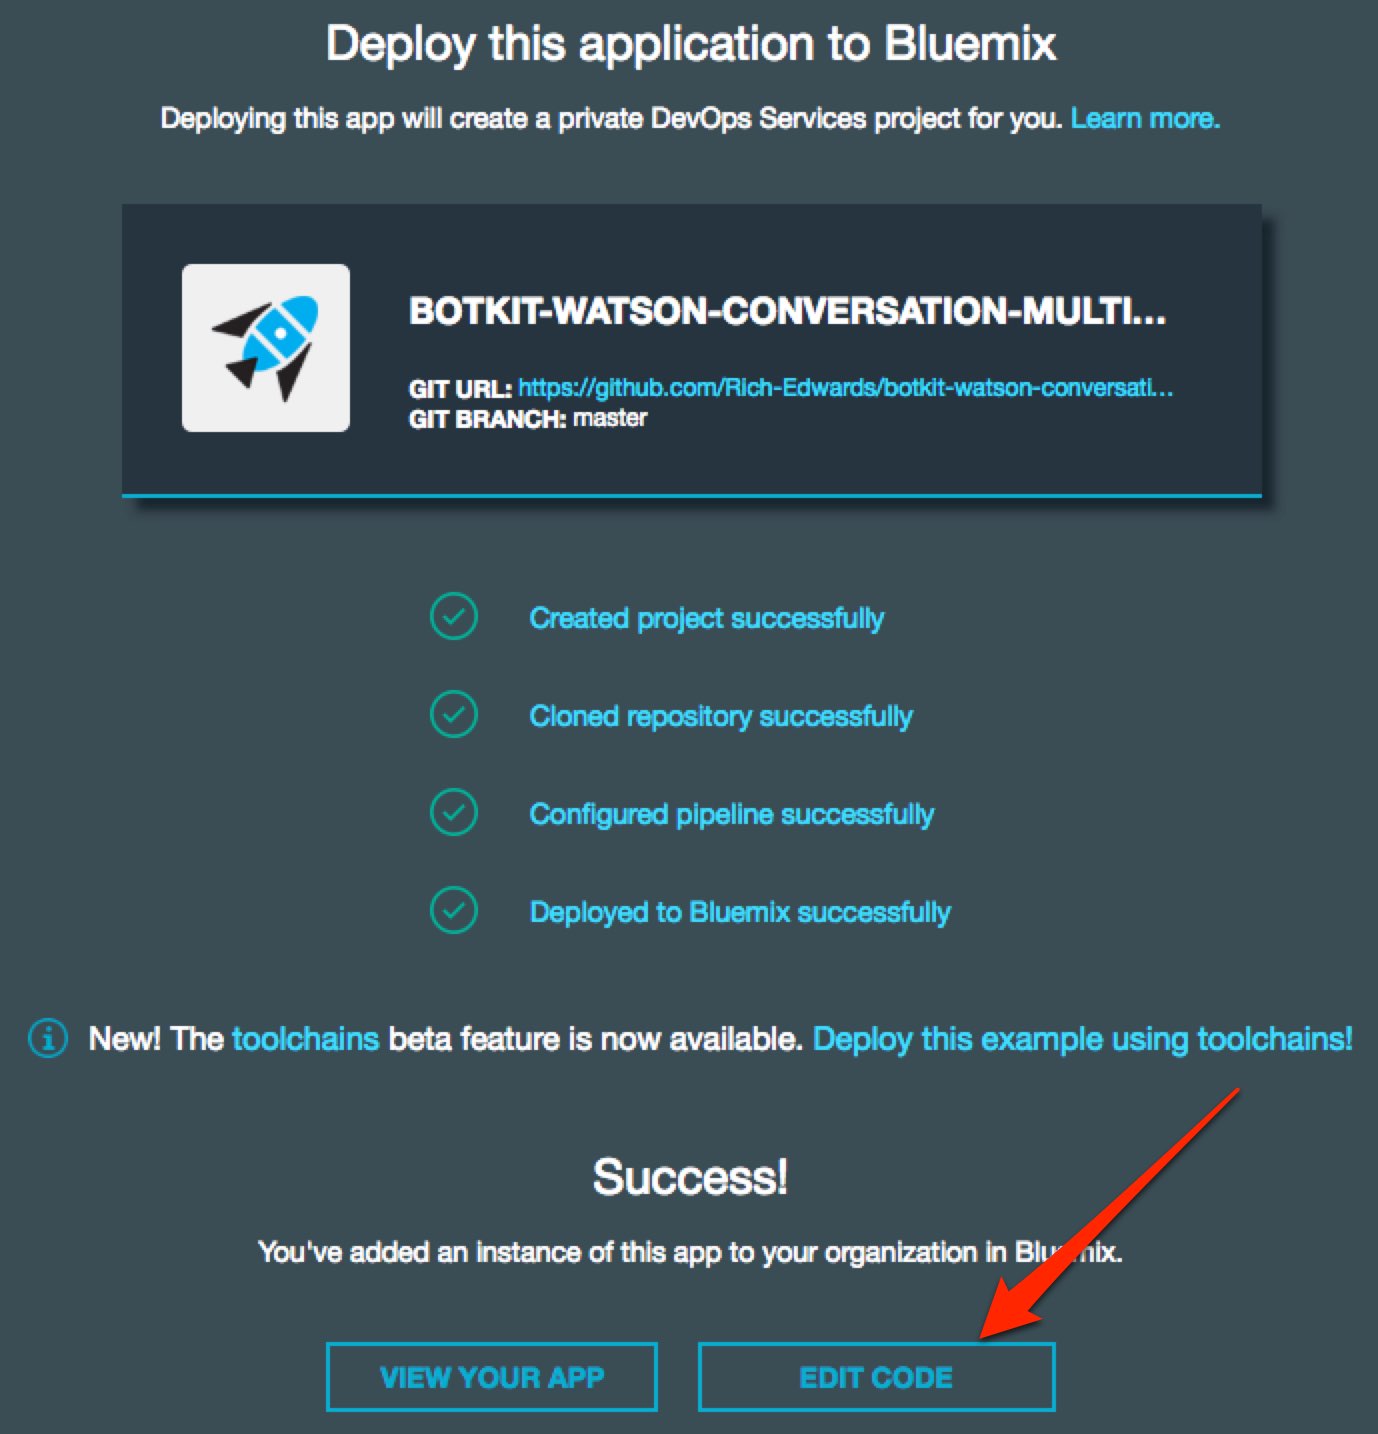 Deploy this application to Bluemix
Deploying this app will create a private DevOps Services project for you. Learn more.
BOTKIT-WATSON-CONVERSATION-MULTI...
GIT URL: https://github.com/Rich-Edwards/botkit-watson-conversati...
GIT BRANCH: master
Created project successfully
Cloned repository successfully
Configured pipeline successfully
Deployed to Bluemix successfully
New! The toolchains beta feature is now available. Deploy this example using toolchains!
Success!
You've added an instance of this app to your organization in Bluemix.
VIEW YOUR APP
EDIT CODE